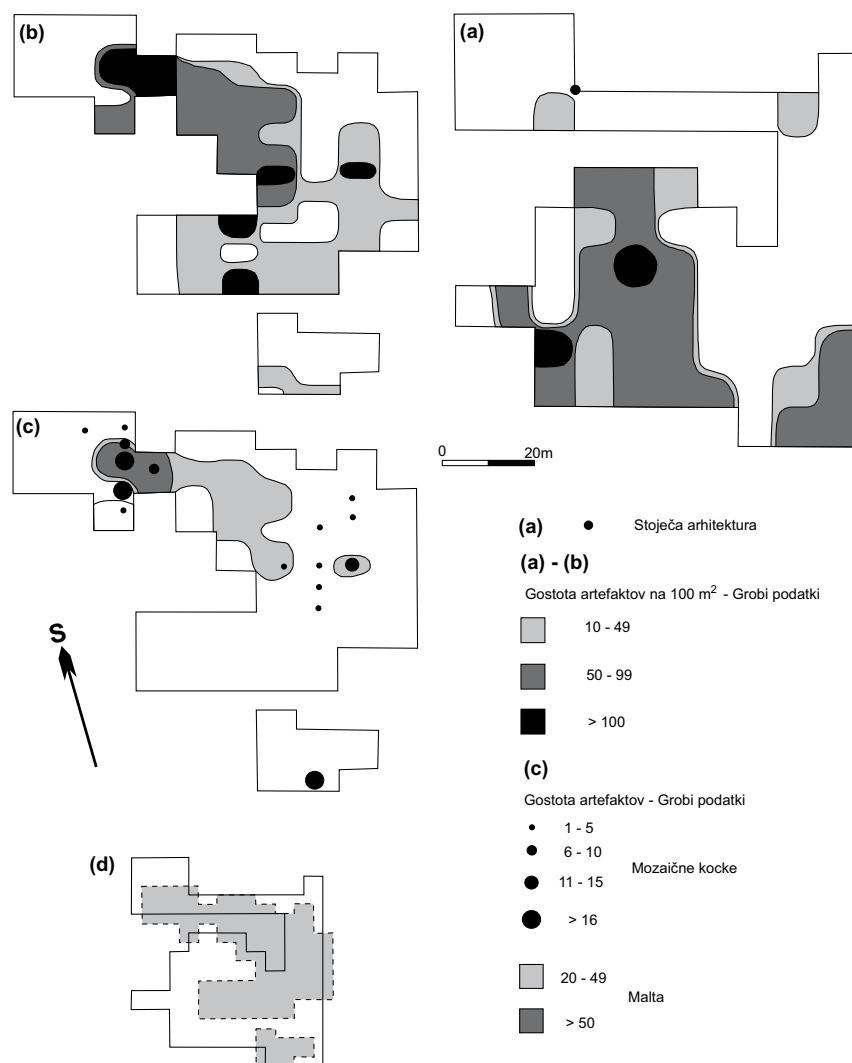 (b)
(a)
(c)
0 20m
S
(d)
(a) Stoječa arhitektura
(a) - (b)
Gostota artefaktov na 100 m² - Grobi podatki
10 - 49
50 - 99
> 100
(c)
Gostota artefaktov - Grobi podatki
1 - 5
6 - 10
Mozaične kocke
11 - 15
> 16
20 - 49
Malta
> 50